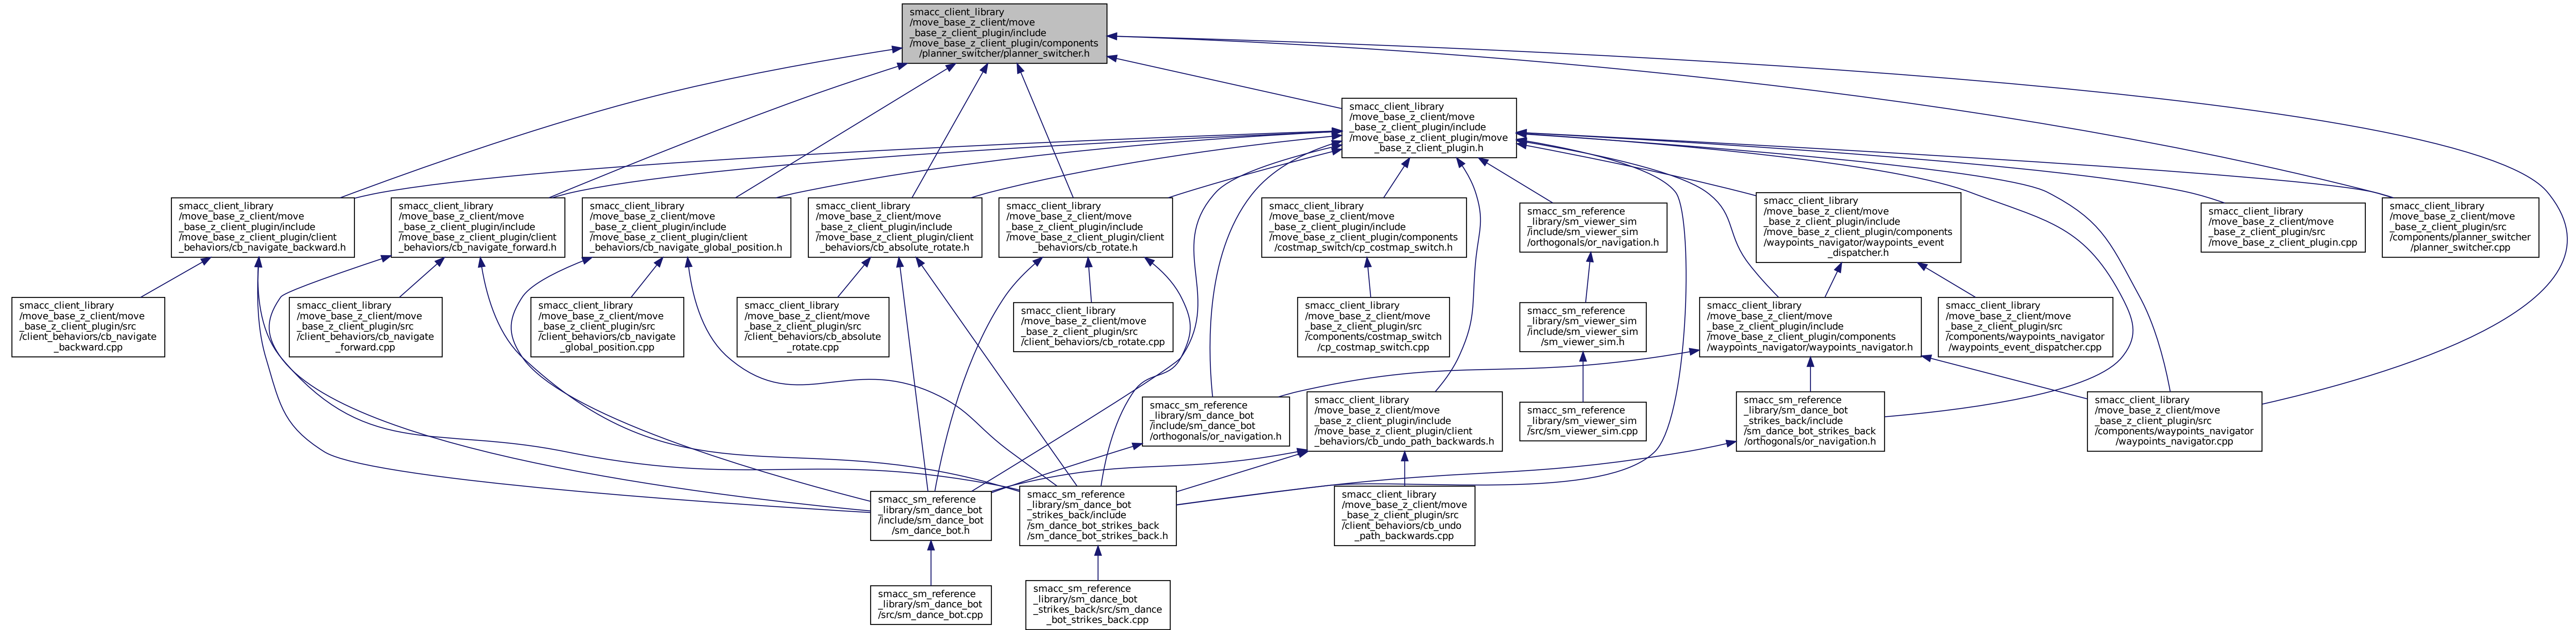 smacc_client_library
/move_base_z_client/move
_base_z_client_plugin/include
/move_base_z_client_plugin/components
/planner_switcher/planner_switcher.h
smacc_client_library
/move_base_z_client/move
_base_z_client_plugin/include
/move_base_z_client_plugin/move
_base_z_client_plugin.h
smacc_client_library
/move_base_z_client/move
_base_z_client_plugin/include
/move_base_z_client_plugin/client
_behaviors/cb_navigate_backward.h
smacc_client_library
/move_base_z_client/move
_base_z_client_plugin/include
/move_base_z_client_plugin/client
_behaviors/cb_navigate_forward.h
smacc_client_library
/move_base_z_client/move
_base_z_client_plugin/include
/move_base_z_client_plugin/client
_behaviors/cb_navigate_global_position.h
smacc_client_library
/move_base_z_client/move
_base_z_client_plugin/include
/move_base_z_client_plugin/client
_behaviors/cb_absolute_rotate.h
smacc_client_library
/move_base_z_client/move
_base_z_client_plugin/include
/move_base_z_client_plugin/client
_behaviors/cb_rotate.h
smacc_client_library
/move_base_z_client/move
_base_z_client_plugin/include
/move_base_z_client_plugin/components
/costmap_switch/cp_costmap_switch.h
smacc_sm_reference
_library/sm_viewer_sim
/include/sm_viewer_sim
/orthogonals/or_navigation.h
smacc_client_library
/move_base_z_client/move
_base_z_client_plugin/include
/move_base_z_client_plugin/components
/waypoints_navigator/waypoints_event
_dispatcher.h
smacc_client_library
/move_base_z_client/move
_base_z_client_plugin/src
/move_base_z_client_plugin.cpp
smacc_client_library
/move_base_z_client/move
_base_z_client_plugin/src
/components/planner_switcher
/planner_switcher.cpp
smacc_client_library
/move_base_z_client/move
_base_z_client_plugin/src
/client_behaviors/cb_navigate
_backward.cpp
smacc_client_library
/move_base_z_client/move
_base_z_client_plugin/src
/client_behaviors/cb_navigate
_forward.cpp
smacc_client_library
/move_base_z_client/move
_base_z_client_plugin/src
/client_behaviors/cb_navigate
_global_position.cpp
smacc_client_library
/move_base_z_client/move
_base_z_client_plugin/src
/client_behaviors/cb_absolute
_rotate.cpp
smacc_client_library
/move_base_z_client/move
_base_z_client_plugin/src
/client_behaviors/cb_rotate.cpp
smacc_client_library
/move_base_z_client/move
_base_z_client_plugin/src
/components/costmap_switch
/cp_costmap_switch.cpp
smacc_sm_reference
_library/sm_viewer_sim
/include/sm_viewer_sim
/sm_viewer_sim.h
smacc_client_library
/move_base_z_client/move
_base_z_client_plugin/include
/move_base_z_client_plugin/components
/waypoints_navigator/waypoints_navigator.h
smacc_client_library
/move_base_z_client/move
_base_z_client_plugin/src
/components/waypoints_navigator
/waypoints_event_dispatcher.cpp
smacc_sm_reference
_library/sm_dance_bot
/include/sm_dance_bot
/orthogonals/or_navigation.h
smacc_client_library
/move_base_z_client/move
_base_z_client_plugin/include
/move_base_z_client_plugin/client
_behaviors/cb_undo_path_backwards.h
smacc_sm_reference
_library/sm_viewer_sim
/src/sm_viewer_sim.cpp
smacc_sm_reference
_library/sm_dance_bot
_strikes_back/include
/sm_dance_bot_strikes_back
/orthogonals/or_navigation.h
smacc_client_library
/move_base_z_client/move
_base_z_client_plugin/src
/components/waypoints_navigator
/waypoints_navigator.cpp
smacc_sm_reference
_library/sm_dance_bot
/include/sm_dance_bot
/sm_dance_bot.h
smacc_sm_reference
_library/sm_dance_bot
_strikes_back/include
/sm_dance_bot_strikes_back
/sm_dance_bot_strikes_back.h
smacc_client_library
/move_base_z_client/move
_base_z_client_plugin/src
/client_behaviors/cb_undo
_path_backwards.cpp
smacc_sm_reference
_library/sm_dance_bot
/src/sm_dance_bot.cpp
smacc_sm_reference
_library/sm_dance_bot
_strikes_back/src/sm_dance
_bot_strikes_back.cpp